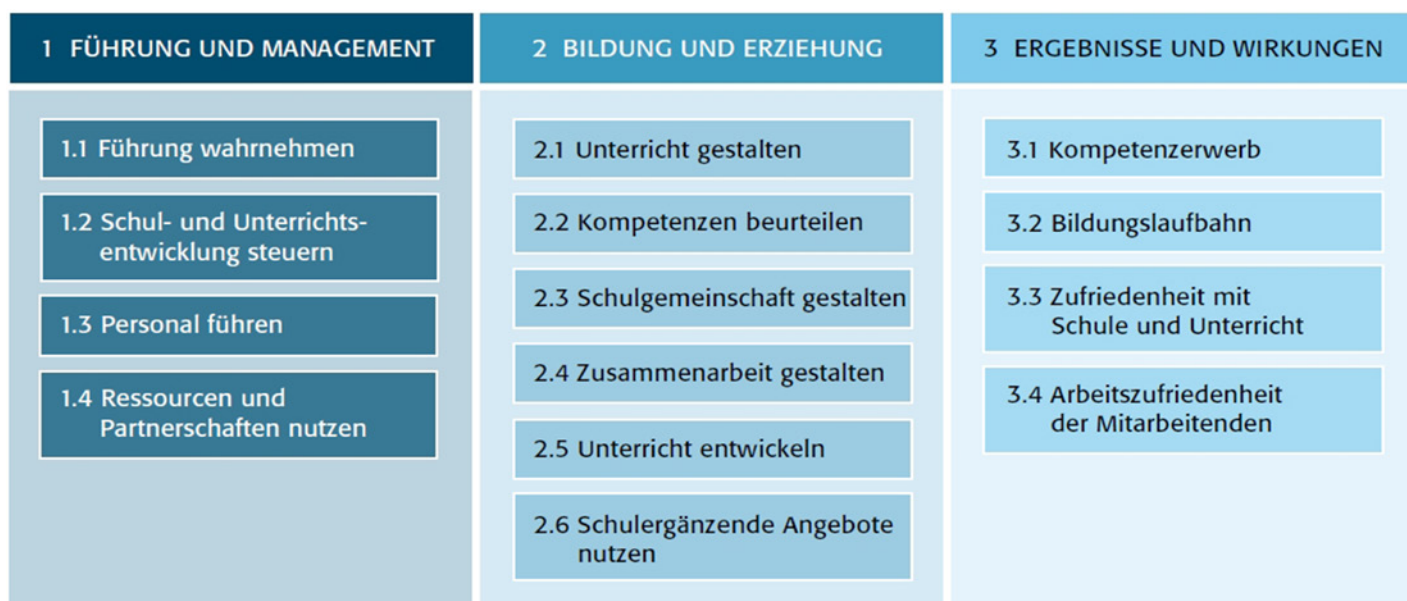 1 FÜHRUNG UND MANAGEMENT
1.1 Führung wahrnehmen
1.2 Schul- und Unterrichts-
entwicklung steuern
1.3 Personal führen
1.4 Ressourcen und
Partnerschaften nutzen
2 BILDUNG UND ERZIEHUNG
2.1 Unterricht gestalten
2.2 Kompetenzen beurteilen
2.3 Schulgemeinschaft gestalten
2.4 Zusammenarbeit gestalten
2.5 Unterricht entwickeln
2.6 Schulergänzende Angebote
nutzen
3 ERGEBNISSE UND WIRKUNGEN
3.1 Kompetenzerwerb
3.2 Bildungslaufbahn
3.3 Zufriedenheit mit
Schule und Unterricht
3.4 Arbeitszufriedenheit
der Mitarbeitenden